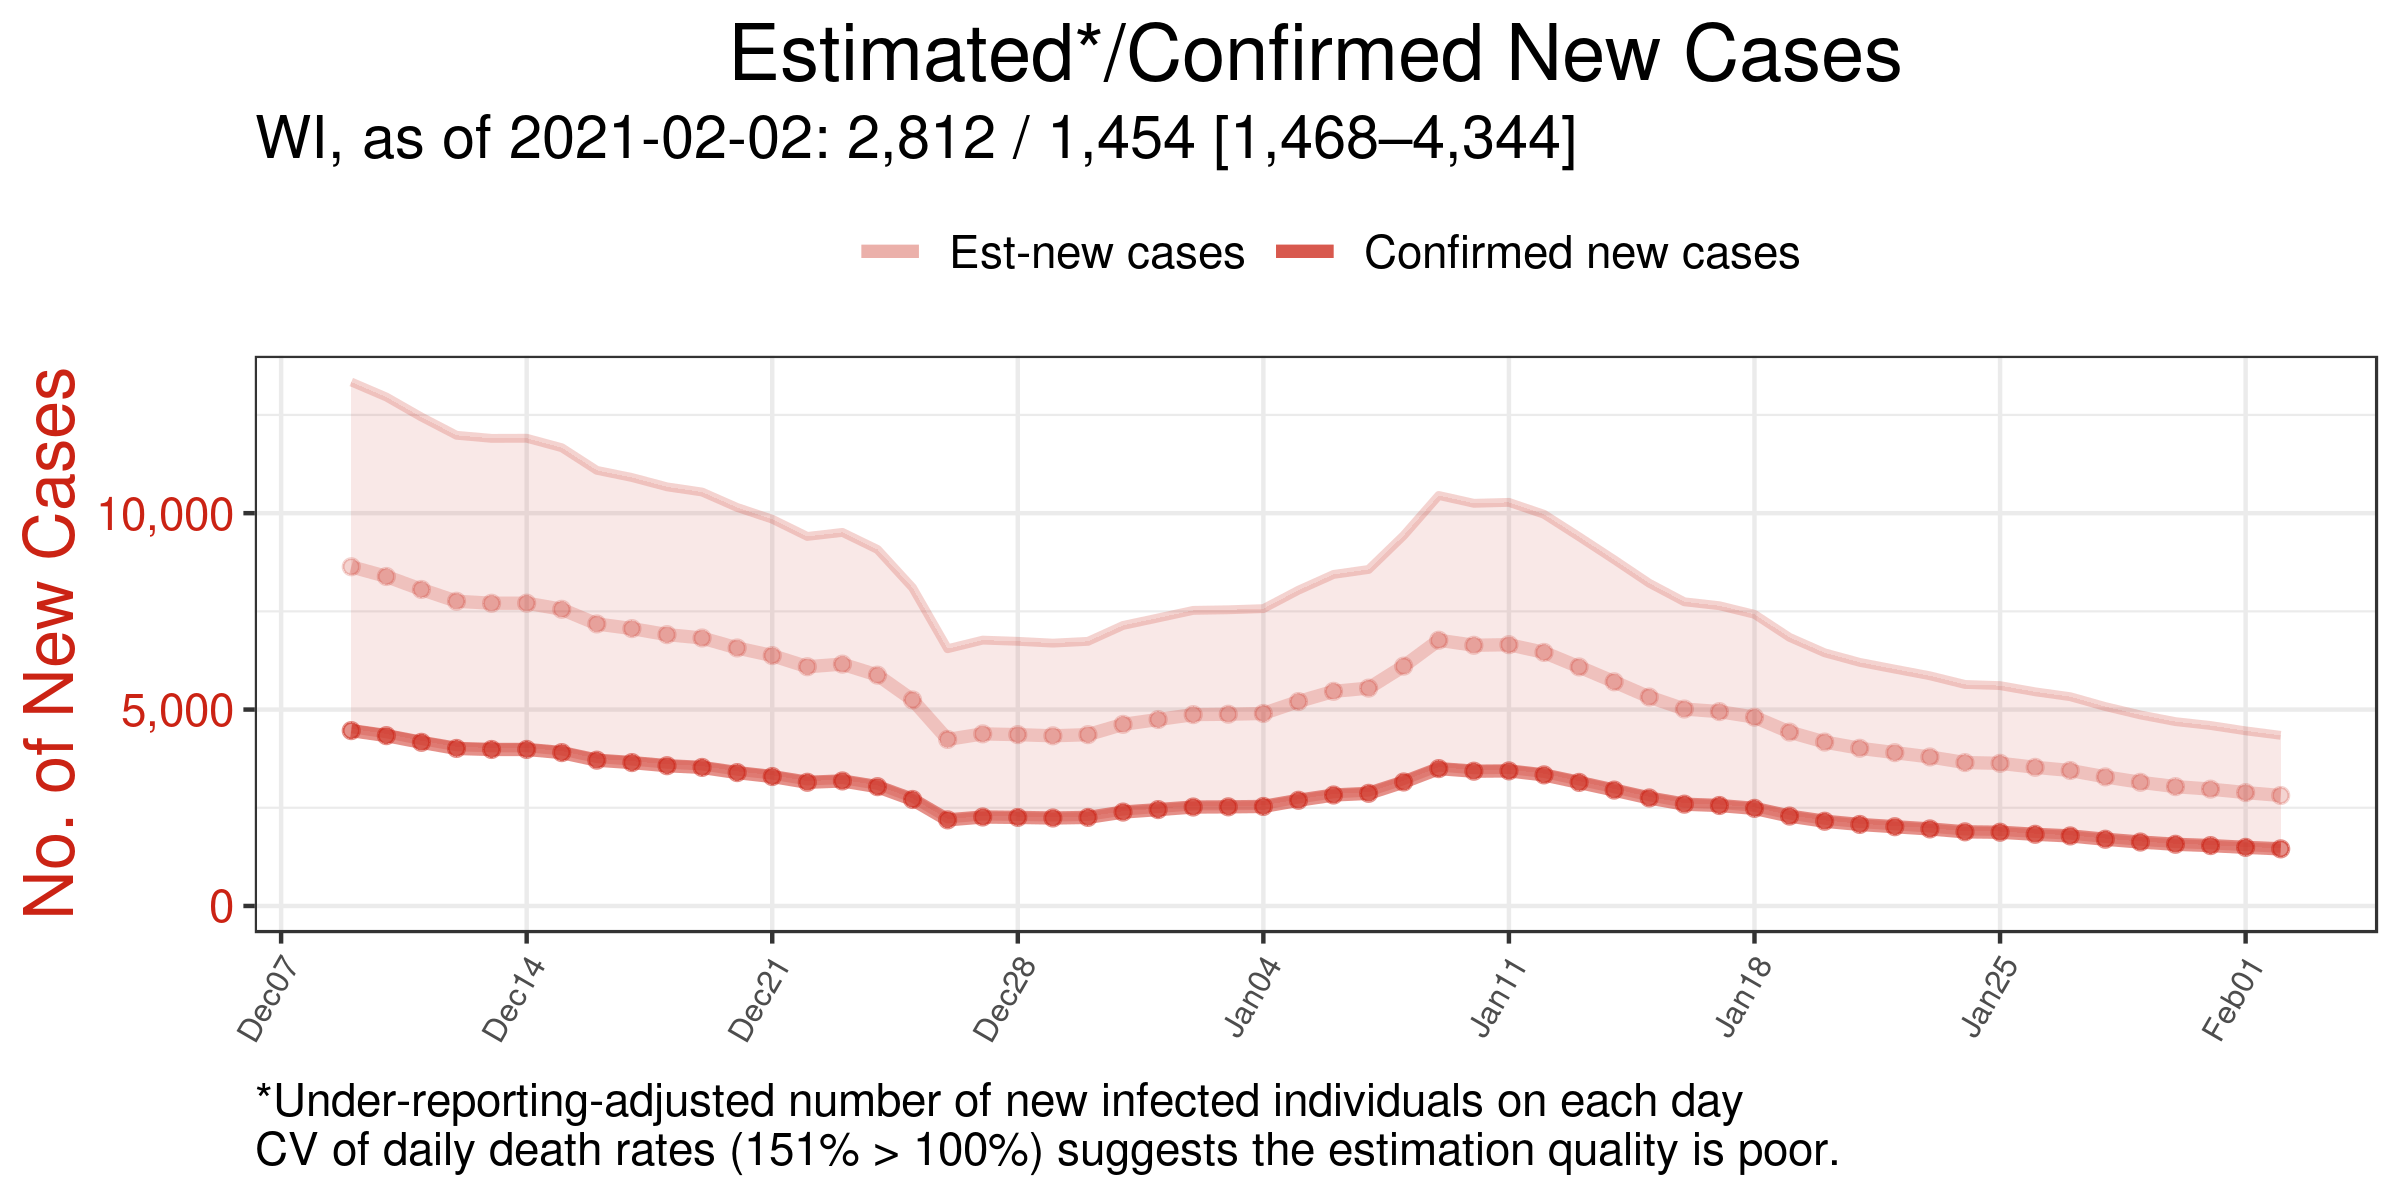 Estimated*/Confirmed New Cases
WI, as of 2021-02-02: 2,812 / 1,454 [1,468–4,344]
Est-new cases
Confirmed new cases
No. of New Cases
10,000
5,000
0
Dec07
Dec14
Dec21
Dec28
Jan04
Jan11
Jan18
Jan25
Feb01
*Under-reporting-adjusted number of new infected individuals on each day
CV of daily death rates (151% > 100%) suggests the estimation quality is poor.